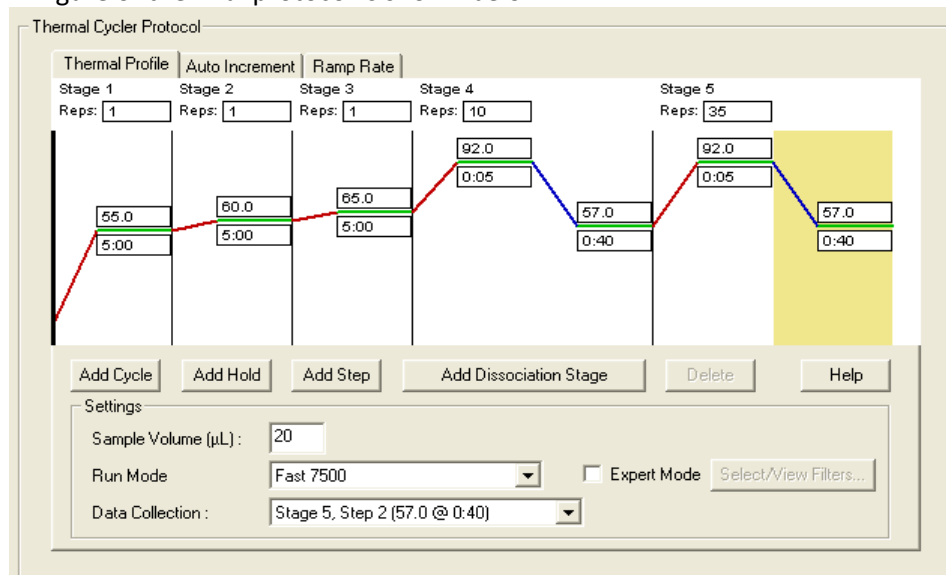 Thermal Cycler Protocol
Thermal Profile Auto Increment Ramp Rate
Stage 1 Stage 2 Stage 3 Stage 4 Stage 5
Reps: 1 Reps: 1 Reps: 1 Reps: 10 Reps: 35
92.0 92.0
0:05 0:05
55.0 60.0 65.0 57.0 57.0
5:00 5:00 5:00 0:40 0:40
Add Cycle Add Hold Add Step Add Dissociation Stage Delete Help
Settings
Sample Volume (µL) : 20
Run Mode Fast 7500 Expert Mode Select/View Filters...
Data Collection : Stage 5, Step 2 (57.0 @ 0:40)